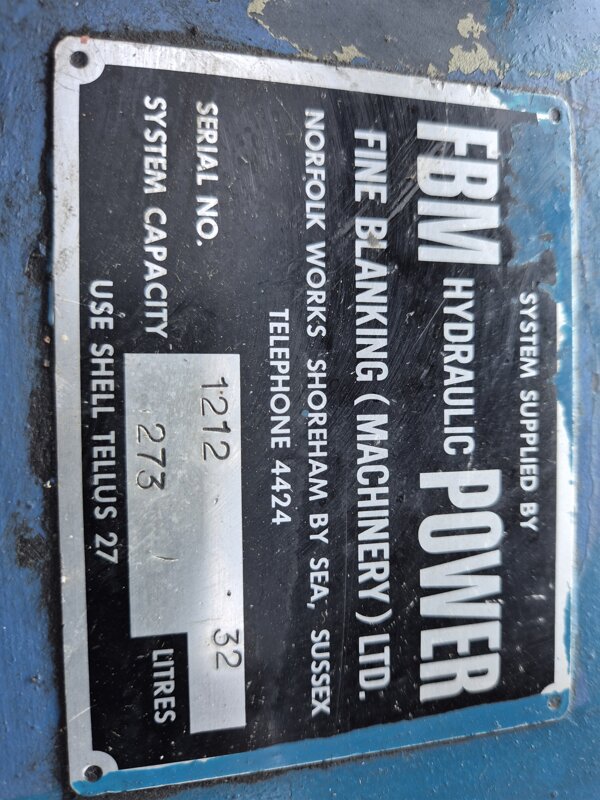 SYSTEM SUPPLIED BY
FBM HYDRAULIC POWER
FINE BLANKING (MACHINERY) LTD.
NORFOLK WORKS SHOREHAM BY SEA, SUSSEX
TELEPHONE 4424
SERIAL NO. 1212 32
SYSTEM CAPACITY 273 LITRES
USE SHELL TELLUS 27